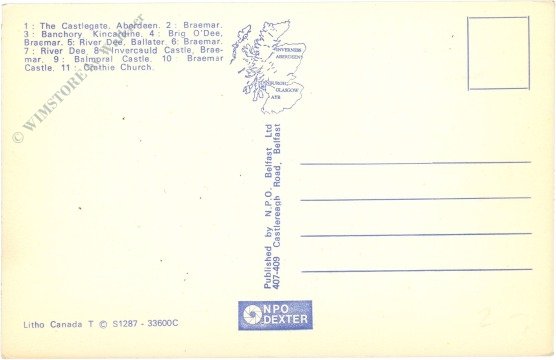 1 : The Castlegate, Aberdeen. 2 : Braemar.
3 : Banchory Kincardine. 4 : Brig O'Dee,
Braemar. 5: River Dee, Ballater. 6: Braemar.
7 : River Dee. 8 : Invercauld Castle, Brae-
mar. 9 : Balmoral Castle. 10 : Braemar
Castle. 11 : Crathie Church.
INVERNESS
ABERDEEN
GLASGOW
AYR
Published by N.P.O. Belfast Ltd
407-409 Castlereagh Road, Belfast
NPO
DEXTER
Litho Canada T © S1287 - 33600C